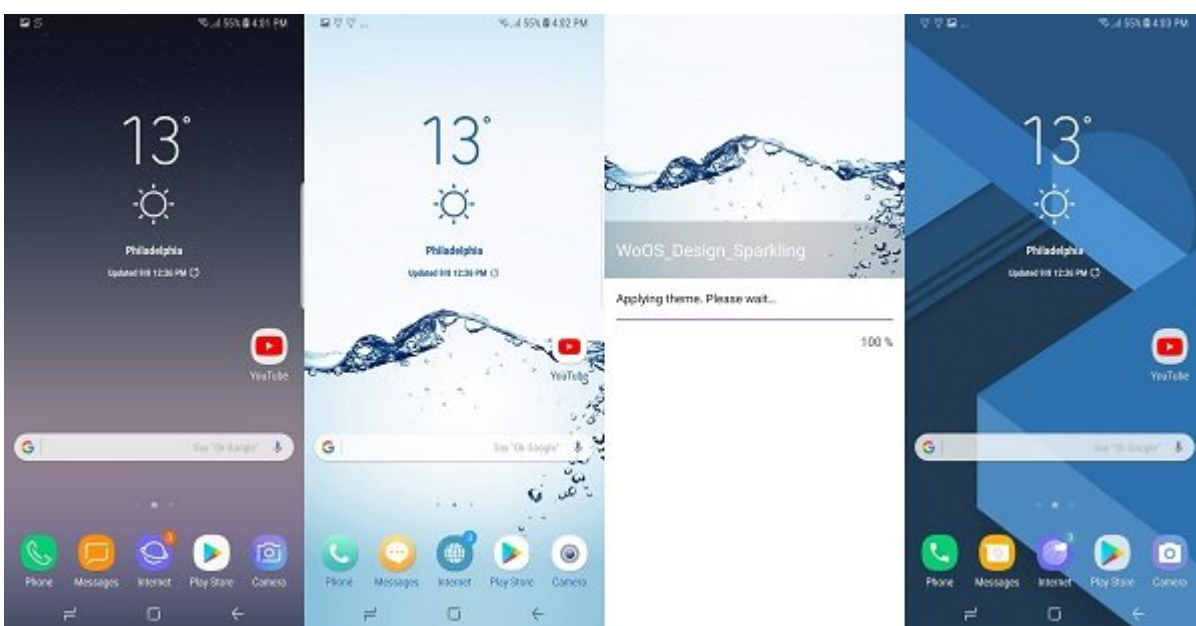 55% 4:01 PM
13°
Philadelphia
Updated 9/8 12:36 PM
YouTube
G
Say "Ok Google"
3
Phone Messages Internet Play Store Camera
... 55% 4:02 PM
13°
Philadelphia
Updated 9/8 12:36 PM
YouTube
G
Say "Ok Google"
3
Phone Messages Internet Play Store Camera
WoOS_Design_Sparkling
Applying theme. Please wait...
100 %
... 55% 4:03 PM
13°
Philadelphia
Updated 9/8 12:36 PM
YouTube
G
Say "Ok Google"
3
Phone Messages Internet Play Store Camera